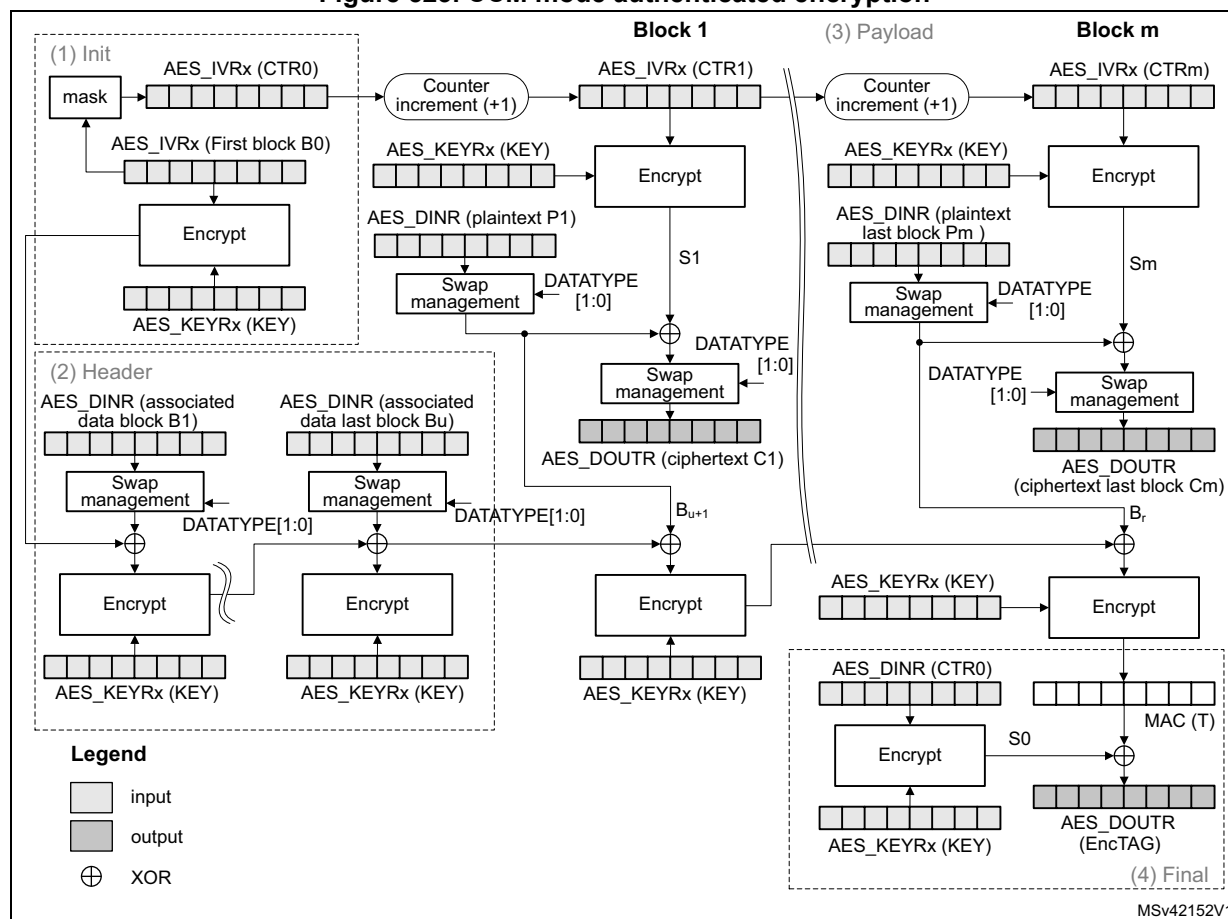 (1) Init
mask
AES_IVRx (CTR0)
AES_IVRx (First block B0)
Encrypt
AES_KEYRx (KEY)
Counter
increment (+1)
Block 1
AES_IVRx (CTR1)
AES_KEYRx (KEY)
Encrypt
AES_DINR (plaintext P1)
Swap
management
DATATYPE
[1:0]
S1
DATATYPE
[1:0]
Swap
management
AES_DOUTR (ciphertext C1)
(3) Payload
Counter
increment (+1)
Block m
AES_IVRx (CTRm)
AES_KEYRx (KEY)
Encrypt
AES_DINR (plaintext
last block Pm )
Swap
management
DATATYPE
[1:0]
Sm
DATATYPE
[1:0]
Swap
management
AES_DOUTR
(ciphertext last block Cm)
(2) Header
AES_DINR (associated
data block B1)
Swap
management
DATATYPE[1:0]
Encrypt
AES_KEYRx (KEY)
AES_DINR (associated
data last block Bu)
Swap
management
DATATYPE[1:0]
Encrypt
AES_KEYRx (KEY)
Bu+1
Encrypt
AES_KEYRx (KEY)
Br
AES_KEYRx (KEY)
Encrypt
AES_DINR (CTR0)
Encrypt
AES_KEYRx (KEY)
S0
MAC (T)
AES_DOUTR
(EncTAG)
(4) Final
Legend
input
output
XOR
MSv42152V1